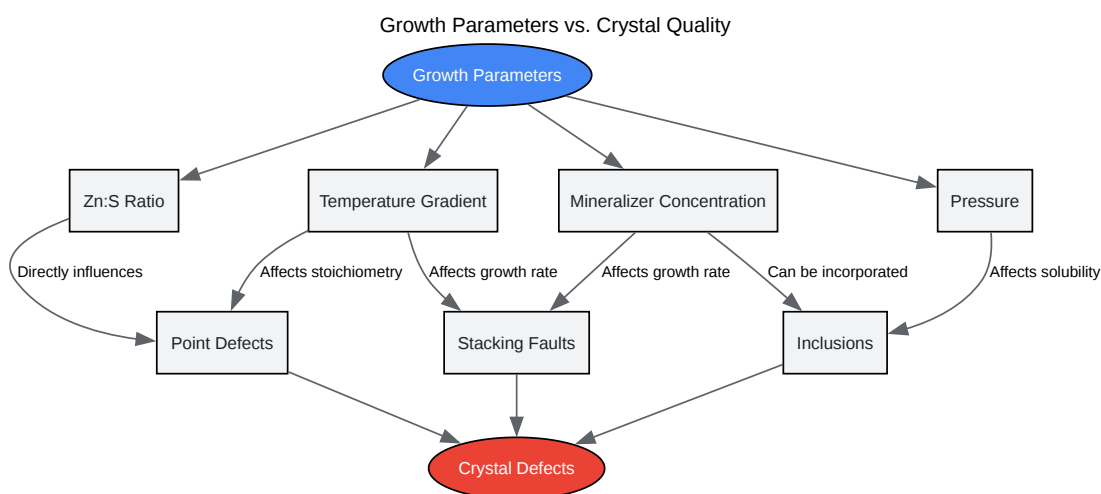 Growth Parameters vs. Crystal Quality
Growth Parameters
Zn:S Ratio
Temperature Gradient
Mineralizer Concentration
Pressure
Directly influences
Affects stoichiometry
Affects growth rate
Affects growth rate
Can be incorporated
Affects solubility
Point Defects
Stacking Faults
Inclusions
Crystal Defects